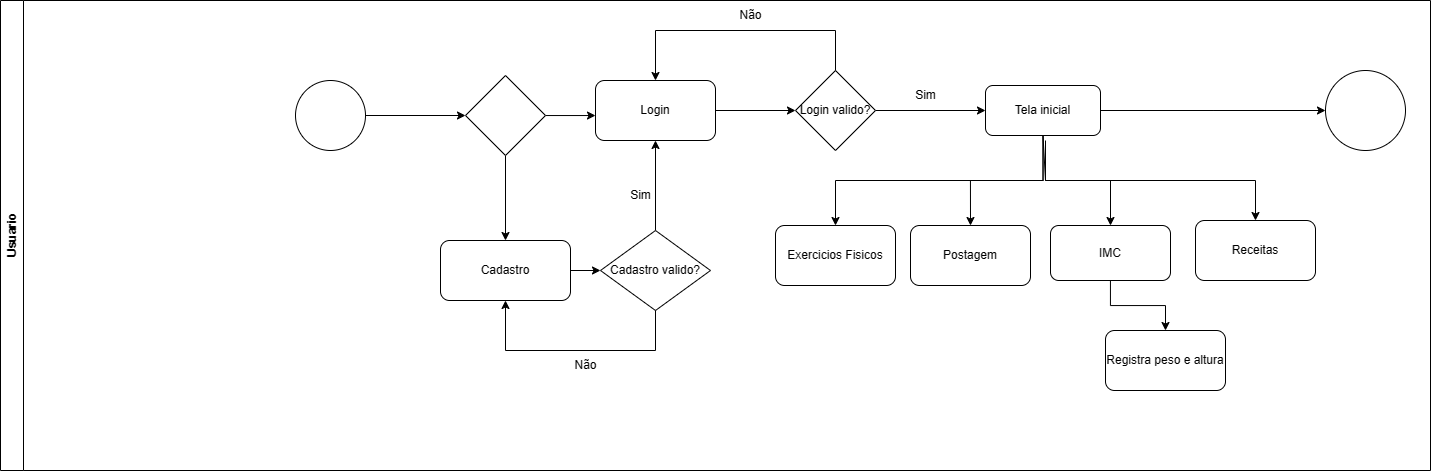 Usuario
Não
Login
Login valido?
Sim
Tela inicial
Sim
Cadastro
Cadastro valido?
Não
Exercicios Fisicos
Postagem
IMC
Receitas
Registra peso e altura